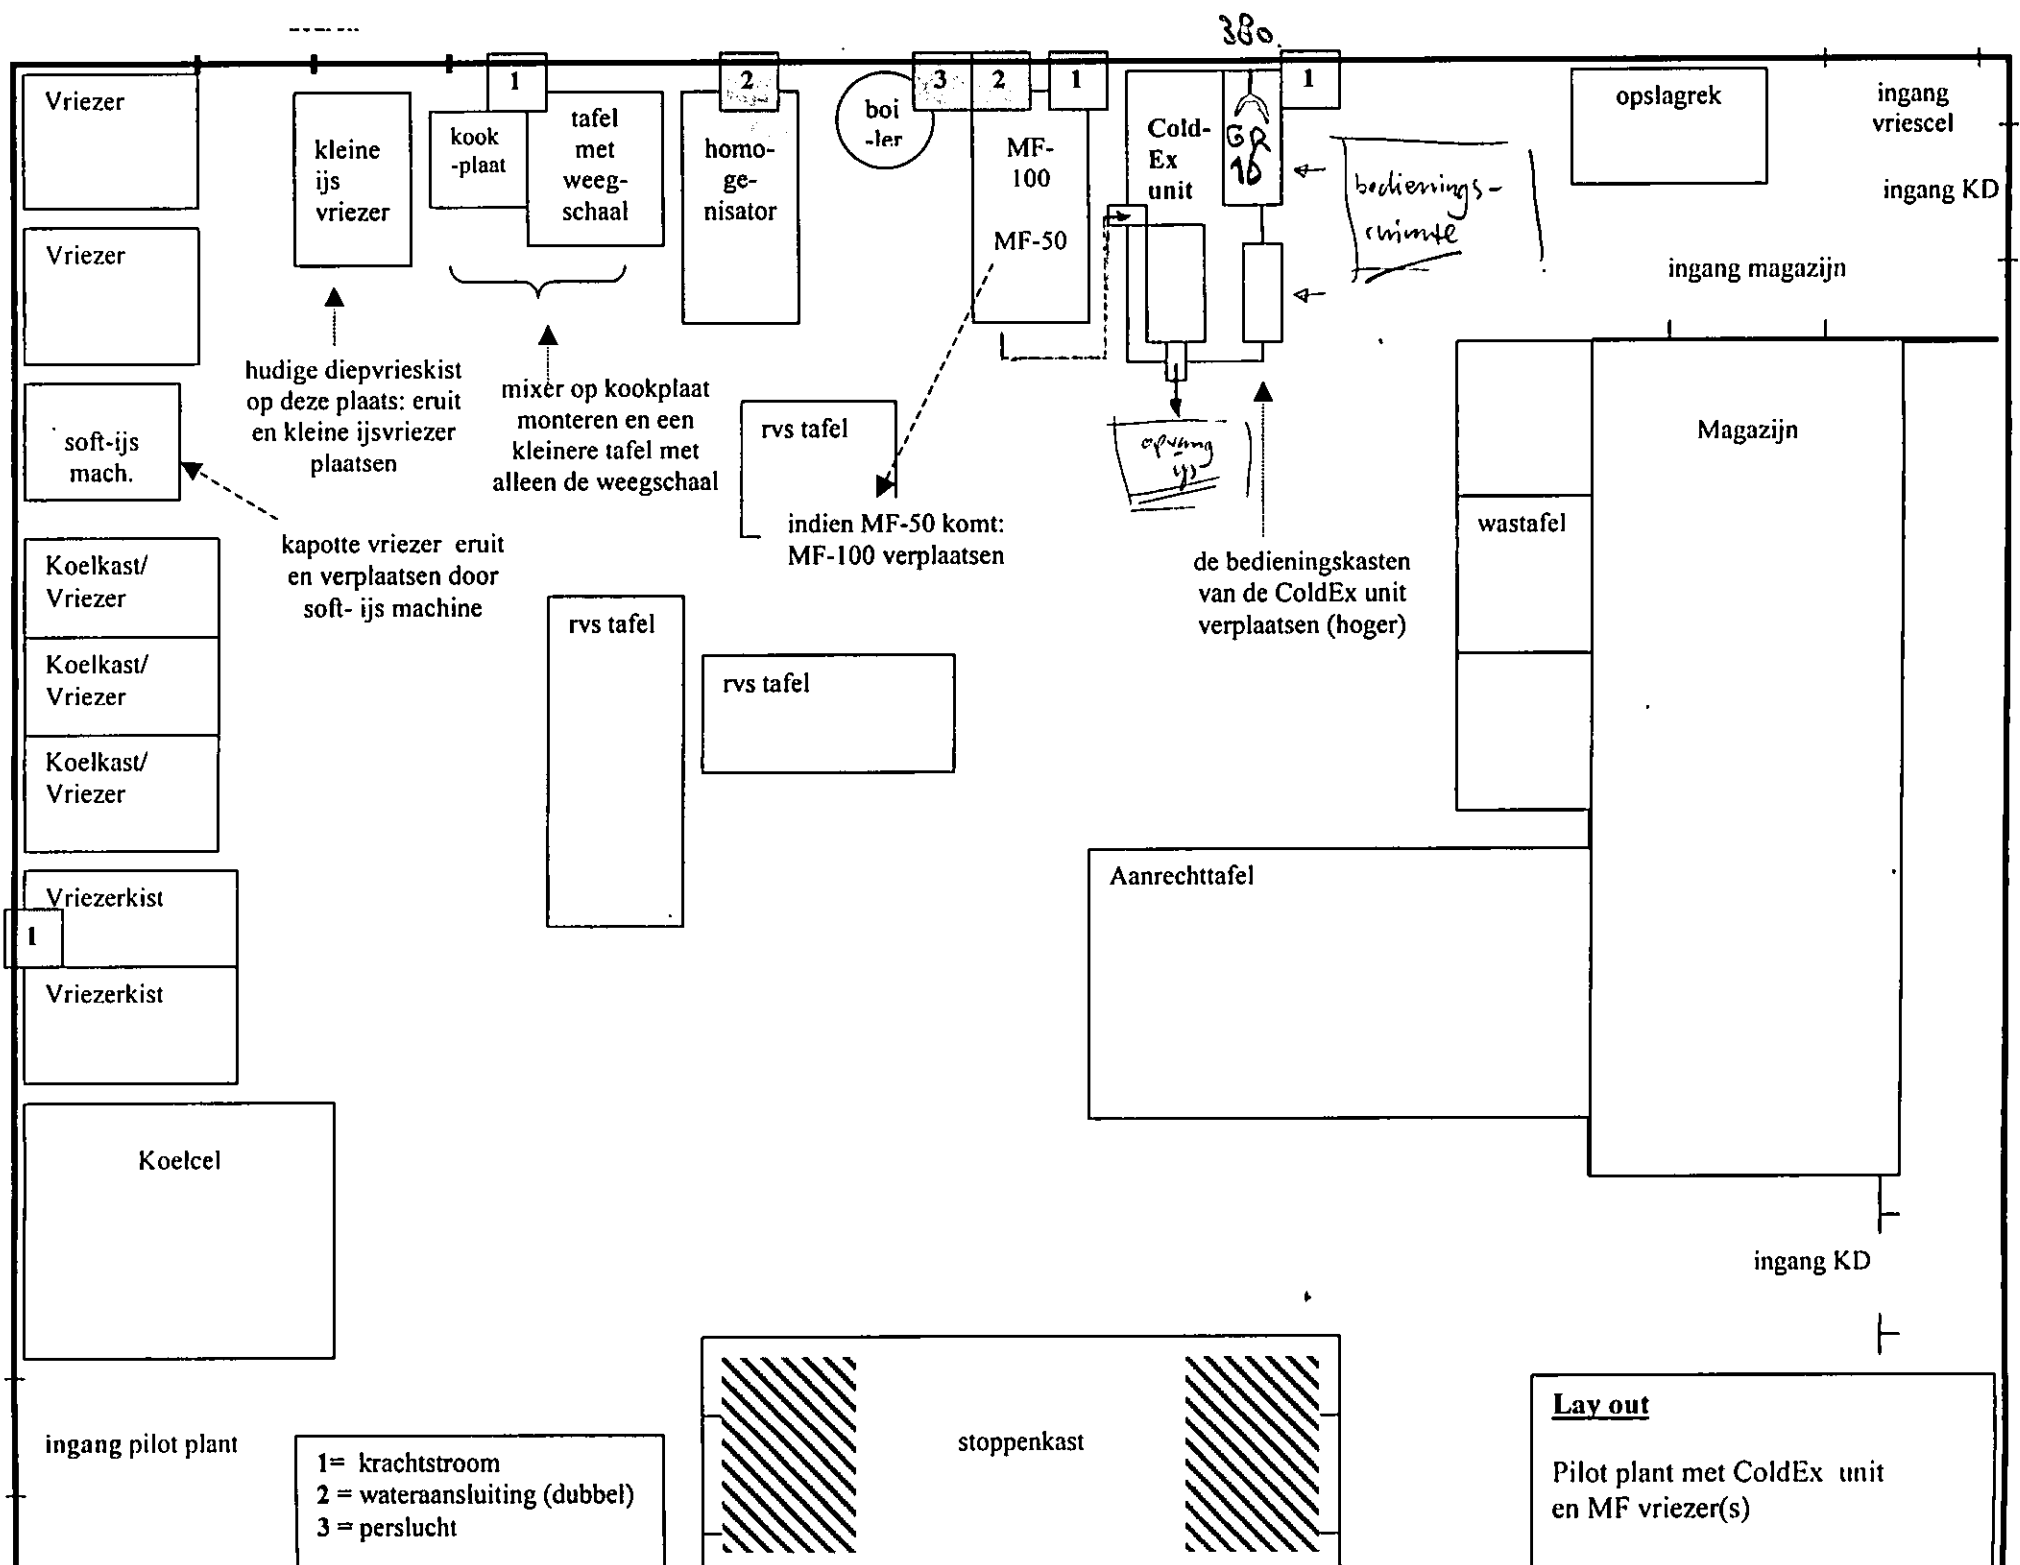 380
Vriezer
1
2
3
2
1
1
kleine
ijs
vriezer
kook
-plaat
tafel
met
weeg-
schaal
homo-
ge-
nisator
boi
-ler
MF-
100
MF-50
Cold-
Ex
unit
bedienings-
ruimte
opslagrek
ingang
vriescel
ingang KD
ingang magazijn
Vriezer
hudige diepvrieskist
op deze plaats: eruit
en kleine ijsvriezer
plaatsen
mixer op kookplaat
monteren en een
kleinere tafel met
alleen de weegschaal
soft-ijs
mach.
kapotte vriezer eruit
en verplaatsen door
soft- ijs machine
rvs tafel
indien MF-50 komt:
MF-100 verplaatsen
opvang
ijs
de bedieningskasten
van de ColdEx unit
verplaatsen (hoger)
Magazijn
wastafel
Koelkast/
Vriezer
Koelkast/
Vriezer
Koelkast/
Vriezer
rvs tafel
rvs tafel
Aanrechttafel
Vriezerkist
1
Vriezerkist
Koelcel
ingang KD
ingang pilot plant
1= krachtstroom
2 = wateraansluiting (dubbel)
3 = perslucht
stoppenkast
Lay out
Pilot plant met ColdEx unit
en MF vriezer(s)